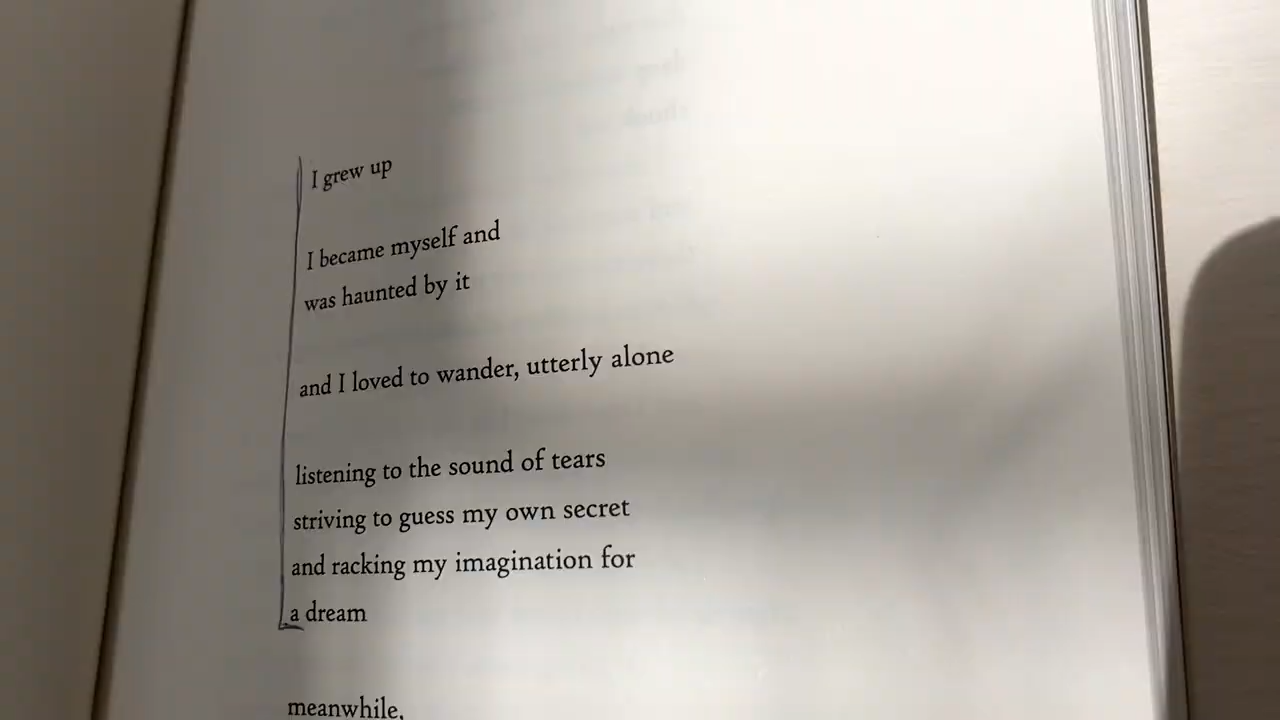 I grew up
I became myself and
was haunted by it
and I loved to wander, utterly alone
listening to the sound of tears
striving to guess my own secret
and racking my imagination for
a dream
meanwhile,